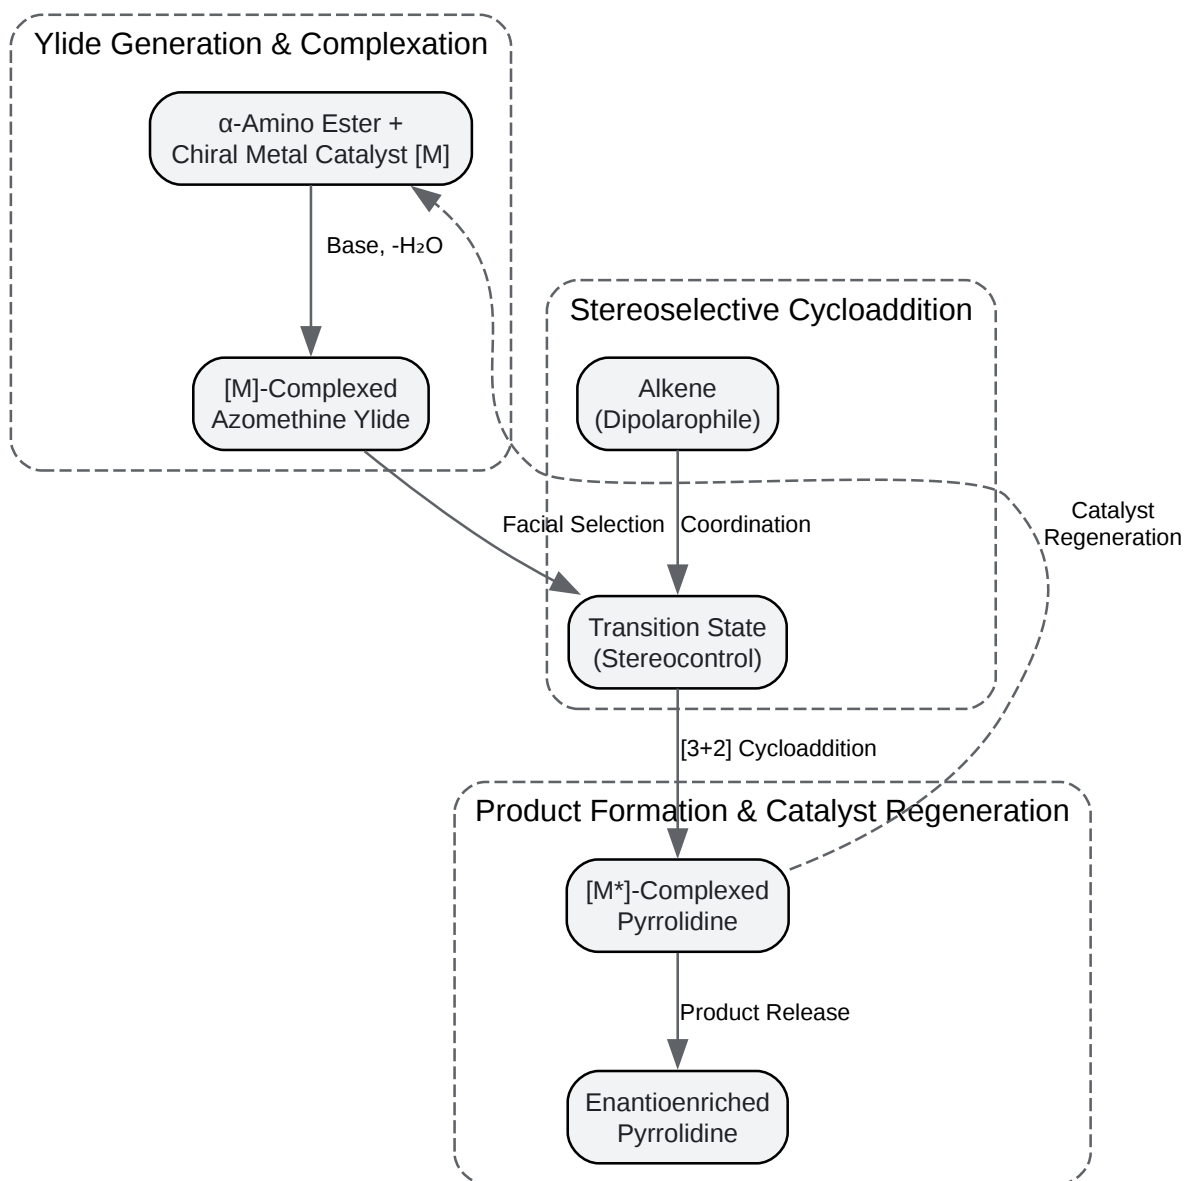 Ylide Generation & Complexation
α-Amino Ester +
Chiral Metal Catalyst [M]
Base, -H₂O
[M]-Complexed
Azomethine Ylide
Stereoselective Cycloaddition
Alkene
(Dipolarophile)
Facial Selection
Coordination
Catalyst
Regeneration
Transition State
(Stereocontrol)
[3+2] Cycloaddition
Product Formation & Catalyst Regeneration
[M*]-Complexed
Pyrrolidine
Product Release
Enantioenriched
Pyrrolidine